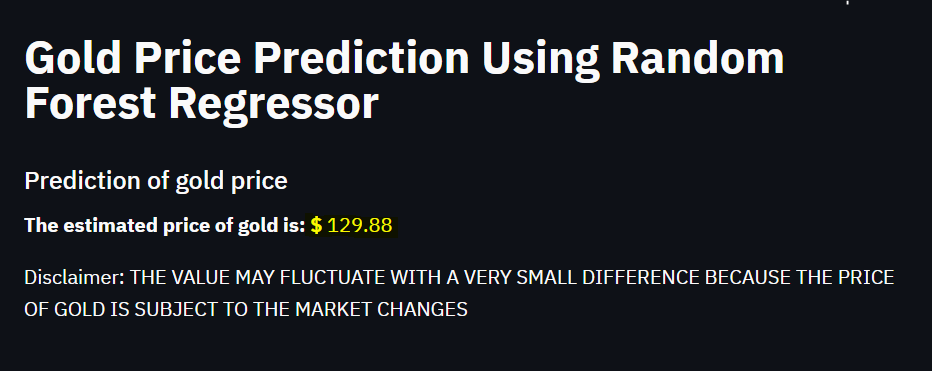 Gold Price Prediction Using Random
Forest Regressor
Prediction of gold price
The estimated price of gold is: $ 129.88
Disclaimer: THE VALUE MAY FLUCTUATE WITH A VERY SMALL DIFFERENCE BECAUSE THE PRICE
OF GOLD IS SUBJECT TO THE MARKET CHANGES